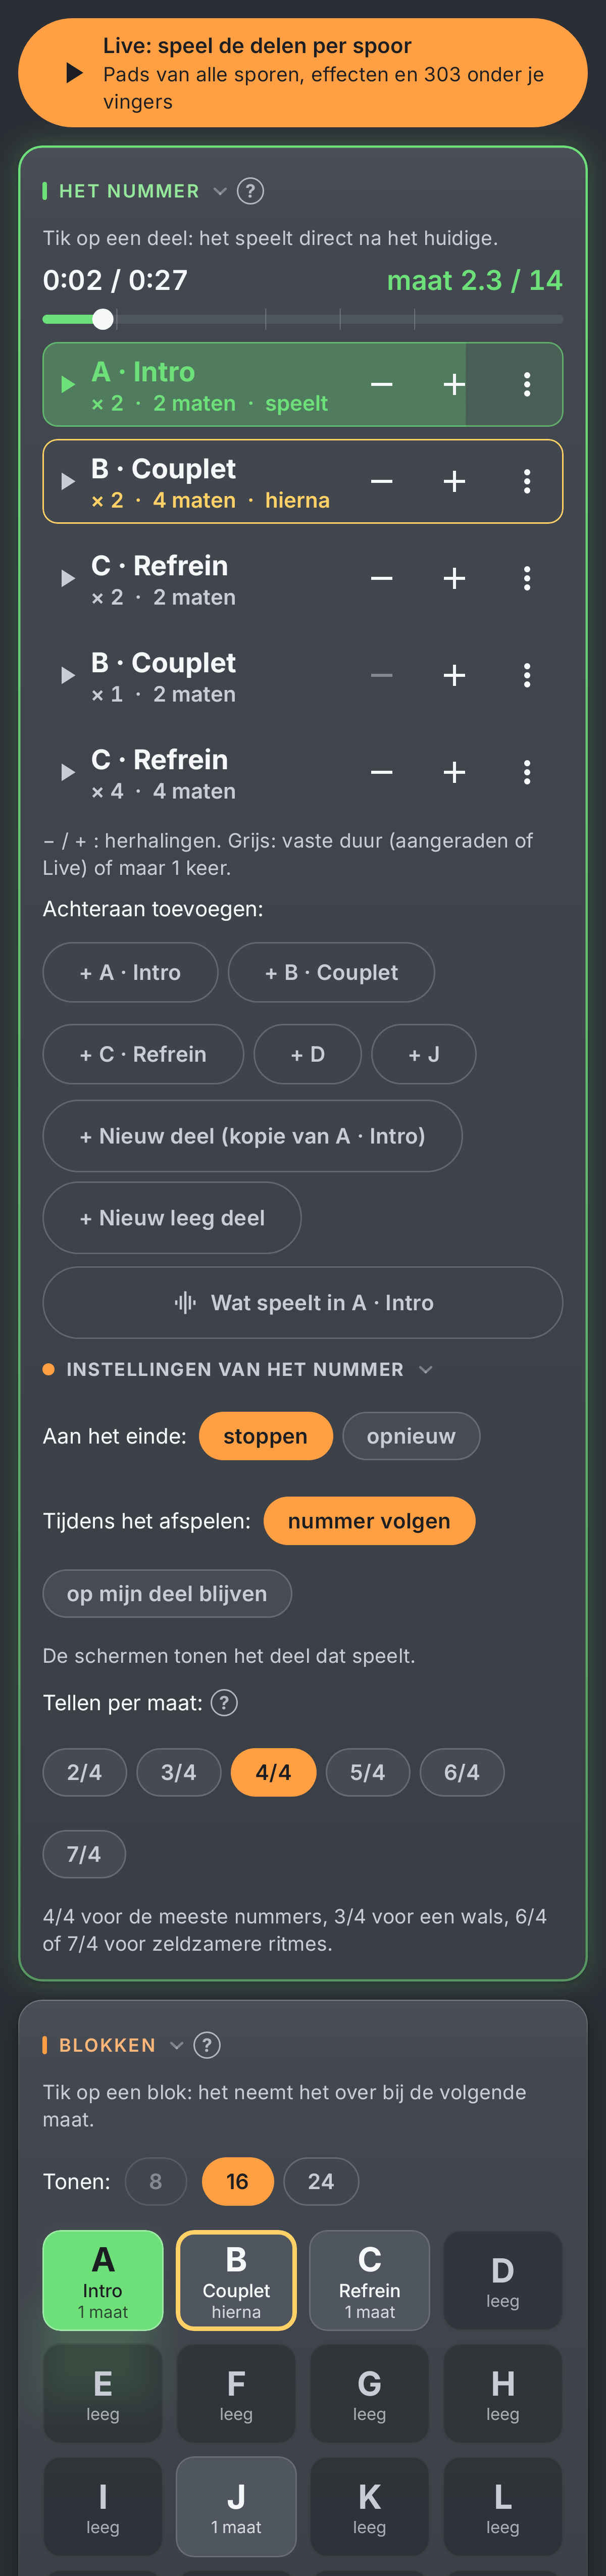 Live: speel de delen per spoor
Pads van alle sporen, effecten en 303 onder je
vingers
HET NUMMER ?
Tik op een deel: het speelt direct na het huidige.
0:02 / 0:27 maat 2.3 / 14
A · Intro
× 2 · 2 maten · speelt
B · Couplet
× 2 · 4 maten · hierna
C · Refrein
× 2 · 2 maten
B · Couplet
× 1 · 2 maten
C · Refrein
× 4 · 4 maten
− / + : herhalingen. Grijs: vaste duur (aangeraden of
Live) of maar 1 keer.
Achteraan toevoegen:
+ A · Intro + B · Couplet
+ C · Refrein + D + J
+ Nieuw deel (kopie van A · Intro)
+ Nieuw leeg deel
Wat speelt in A · Intro
INSTELLINGEN VAN HET NUMMER
Aan het einde: stoppen opnieuw
Tijdens het afspelen: nummer volgen
op mijn deel blijven
De schermen tonen het deel dat speelt.
Tellen per maat: ?
2/4 3/4 4/4 5/4 6/4
7/4
4/4 voor de meeste nummers, 3/4 voor een wals, 6/4
of 7/4 voor zeldzamere ritmes.
BLOKKEN ?
Tik op een blok: het neemt het over bij de volgende
maat.
Tonen: 8 16 24
A B C D
Intro Couplet Refrein leeg
1 maat hierna 1 maat
E F G H
leeg leeg leeg leeg
I J K L
leeg 1 maat leeg leeg